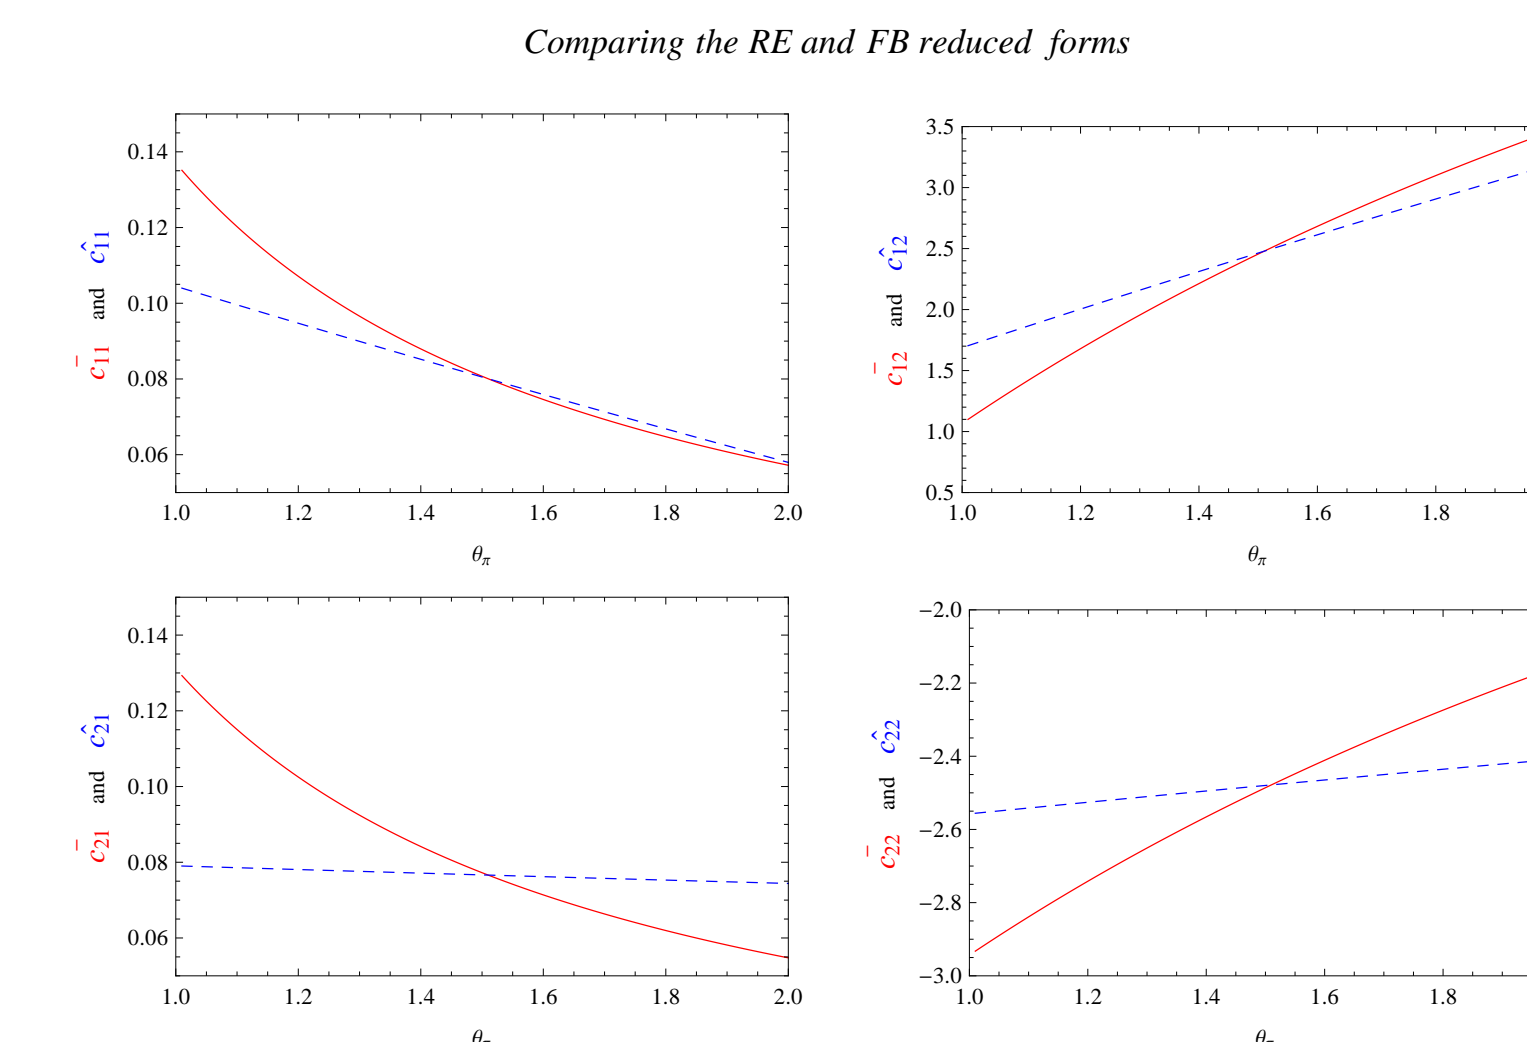 Comparing the RE and FB reduced forms
c̄11 and ĉ11
0.14
0.12
0.10
0.08
0.06
1.0 1.2 1.4 1.6 1.8 2.0
θπ
c̄12 and ĉ12
3.5
3.0
2.5
2.0
1.5
1.0
0.5
1.0 1.2 1.4 1.6 1.8
θπ
c̄21 and ĉ21
0.14
0.12
0.10
0.08
0.06
1.0 1.2 1.4 1.6 1.8 2.0
θπ
c̄22 and ĉ22
−2.0
−2.2
−2.4
−2.6
−2.8
−3.0
1.0 1.2 1.4 1.6 1.8
θπ